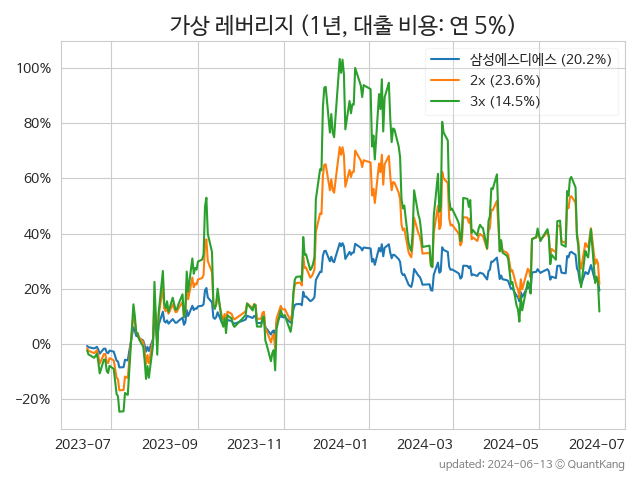 가상 레버리지 (1년, 대출 비용: 연 5%)
삼성에스디에스 (20.2%)
2x (23.6%)
3x (14.5%)
100%
80%
60%
40%
20%
0%
−20%
2023-07
2023-09
2023-11
2024-01
2024-03
2024-05
2024-07
updated: 2024-06-13 @ QuantKang